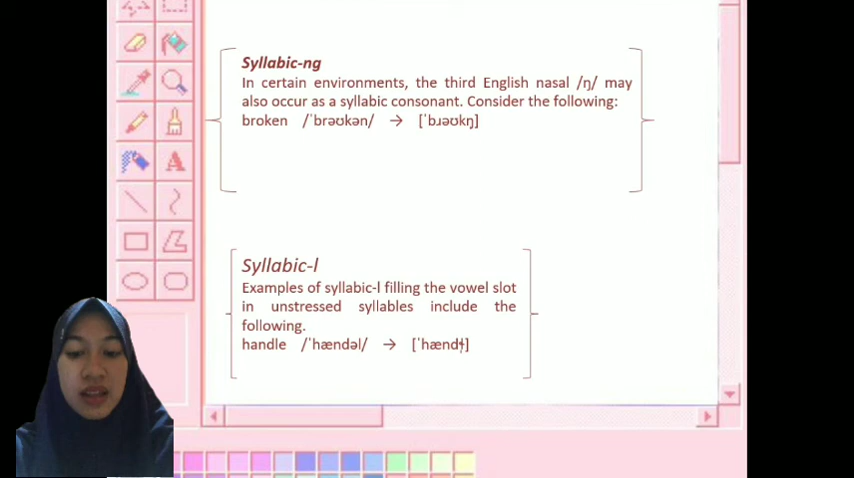 Syllabic-ng
In certain environments, the third English nasal /ŋ/ may
also occur as a syllabic consonant. Consider the following:
broken /ˈbrəʊkən/ → [ˈbɹəʊkŋ̩]
A
Syllabic-l
Examples of syllabic-l filling the vowel slot
in unstressed syllables include the
following.
handle /ˈhændəl/ → [ˈhændɫ̩]